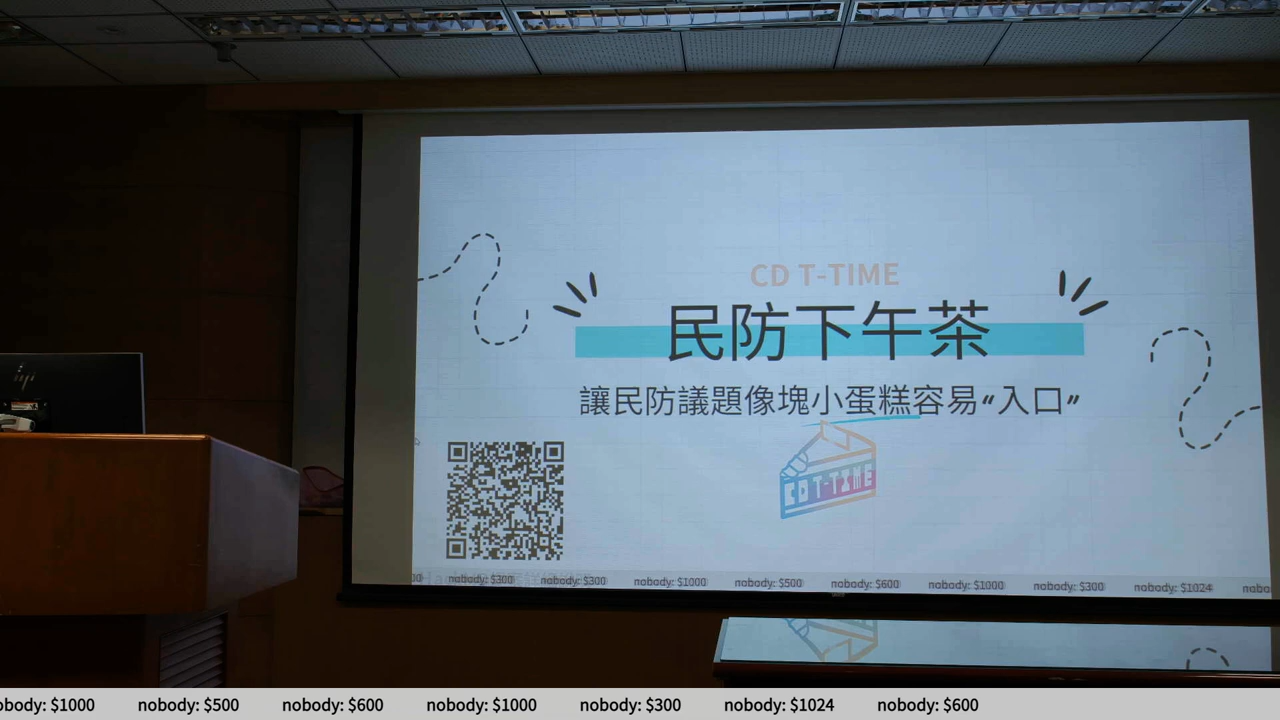 CD T-TIME
民防下午茶
讓民防議題像塊小蛋糕容易"入口"
CD T-TIME
nobody: $300 nobody: $300 nobody: $1000 nobody: $500 nobody: $600 nobody: $1000 nobody: $300 nobody: $1024
hp
obody: $1000 nobody: $500 nobody: $600 nobody: $1000 nobody: $300 nobody: $1024 nobody: $600